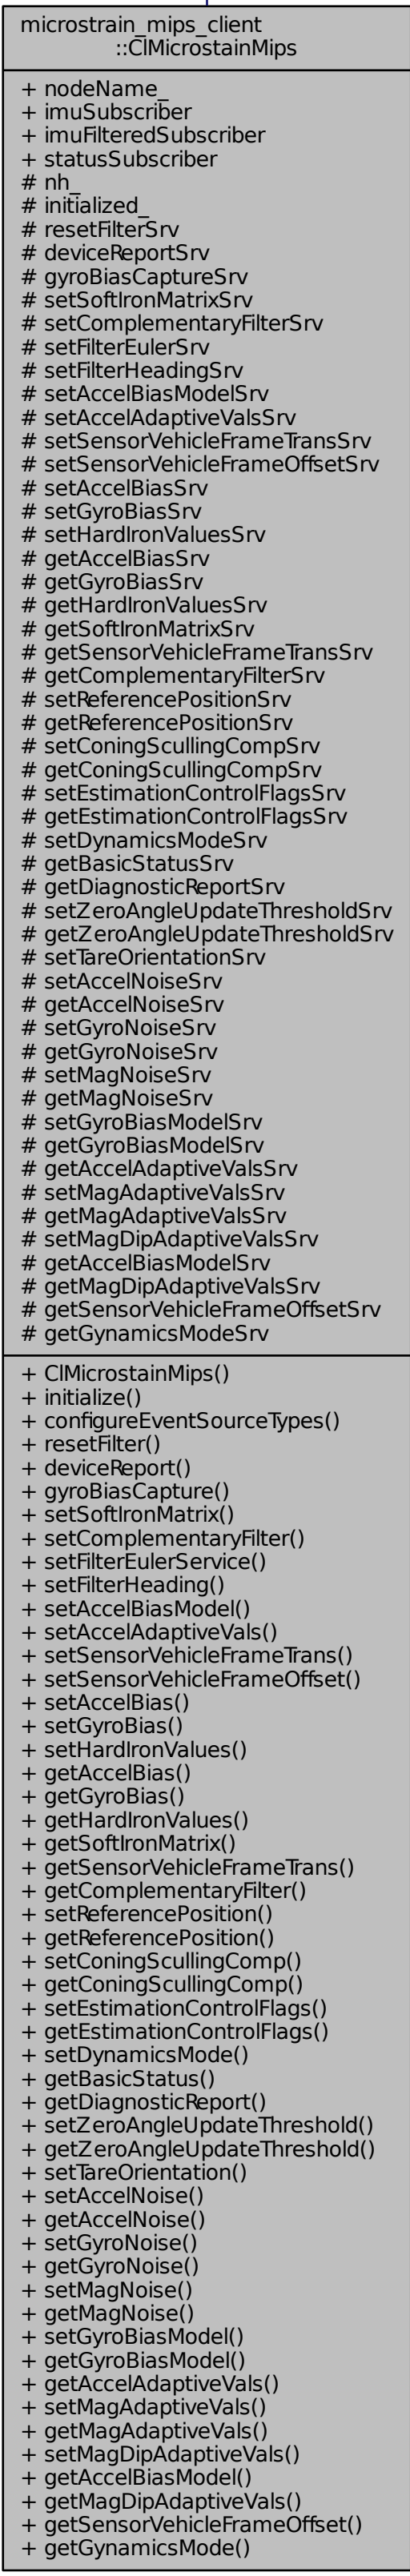 microstrain_mips_client
::ClMicrostainMips
+ nodeName_
+ imuSubscriber
+ imuFilteredSubscriber
+ statusSubscriber
# nh_
# initialized_
# resetFilterSrv
# deviceReportSrv
# gyroBiasCaptureSrv
# setSoftIronMatrixSrv
# setComplementaryFilterSrv
# setFilterEulerSrv
# setFilterHeadingSrv
# setAccelBiasModelSrv
# setAccelAdaptiveValsSrv
# setSensorVehicleFrameTransSrv
# setSensorVehicleFrameOffsetSrv
# setAccelBiasSrv
# setGyroBiasSrv
# setHardIronValuesSrv
# getAccelBiasSrv
# getGyroBiasSrv
# getHardIronValuesSrv
# getSoftIronMatrixSrv
# getSensorVehicleFrameTransSrv
# getComplementaryFilterSrv
# setReferencePositionSrv
# getReferencePositionSrv
# setConingScullingCompSrv
# getConingScullingCompSrv
# setEstimationControlFlagsSrv
# getEstimationControlFlagsSrv
# setDynamicsModeSrv
# getBasicStatusSrv
# getDiagnosticReportSrv
# setZeroAngleUpdateThresholdSrv
# getZeroAngleUpdateThresholdSrv
# setTareOrientationSrv
# setAccelNoiseSrv
# getAccelNoiseSrv
# setGyroNoiseSrv
# getGyroNoiseSrv
# setMagNoiseSrv
# getMagNoiseSrv
# setGyroBiasModelSrv
# getGyroBiasModelSrv
# getAccelAdaptiveValsSrv
# setMagAdaptiveValsSrv
# getMagAdaptiveValsSrv
# setMagDipAdaptiveValsSrv
# getAccelBiasModelSrv
# getMagDipAdaptiveValsSrv
# getSensorVehicleFrameOffsetSrv
# getGynamicsModeSrv
+ ClMicrostainMips()
+ initialize()
+ configureEventSourceTypes()
+ resetFilter()
+ deviceReport()
+ gyroBiasCapture()
+ setSoftIronMatrix()
+ setComplementaryFilter()
+ setFilterEulerService()
+ setFilterHeading()
+ setAccelBiasModel()
+ setAccelAdaptiveVals()
+ setSensorVehicleFrameTrans()
+ setSensorVehicleFrameOffset()
+ setAccelBias()
+ setGyroBias()
+ setHardIronValues()
+ getAccelBias()
+ getGyroBias()
+ getHardIronValues()
+ getSoftIronMatrix()
+ getSensorVehicleFrameTrans()
+ getComplementaryFilter()
+ setReferencePosition()
+ getReferencePosition()
+ setConingScullingComp()
+ getConingScullingComp()
+ setEstimationControlFlags()
+ getEstimationControlFlags()
+ setDynamicsMode()
+ getBasicStatus()
+ getDiagnosticReport()
+ setZeroAngleUpdateThreshold()
+ getZeroAngleUpdateThreshold()
+ setTareOrientation()
+ setAccelNoise()
+ getAccelNoise()
+ setGyroNoise()
+ getGyroNoise()
+ setMagNoise()
+ getMagNoise()
+ setGyroBiasModel()
+ getGyroBiasModel()
+ getAccelAdaptiveVals()
+ setMagAdaptiveVals()
+ getMagAdaptiveVals()
+ setMagDipAdaptiveVals()
+ getAccelBiasModel()
+ getMagDipAdaptiveVals()
+ getSensorVehicleFrameOffset()
+ getGynamicsMode()